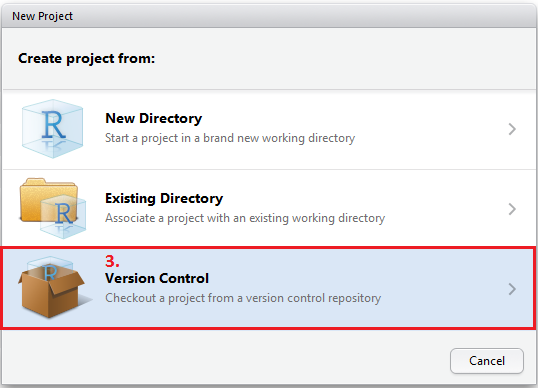 New Project
Create project from:
New Directory
Start a project in a brand new working directory
Existing Directory
Associate a project with an existing working directory
3.
Version Control
Checkout a project from a version control repository
Cancel